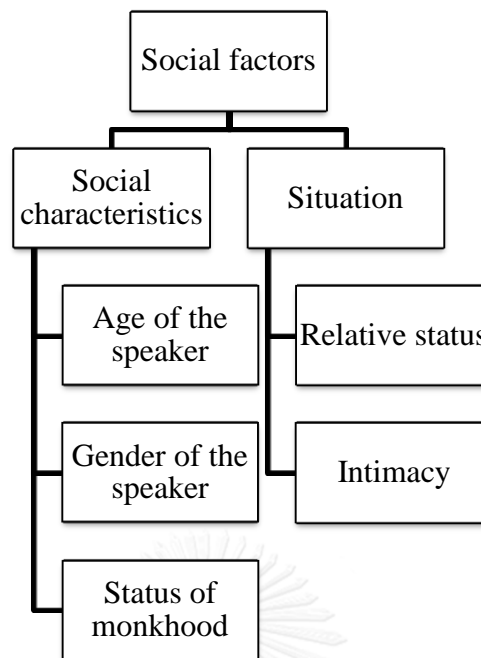 Social factors
Social
characteristics
Situation
Age of the
speaker
Relative status
Gender of the
speaker
Intimacy
Status of
monkhood